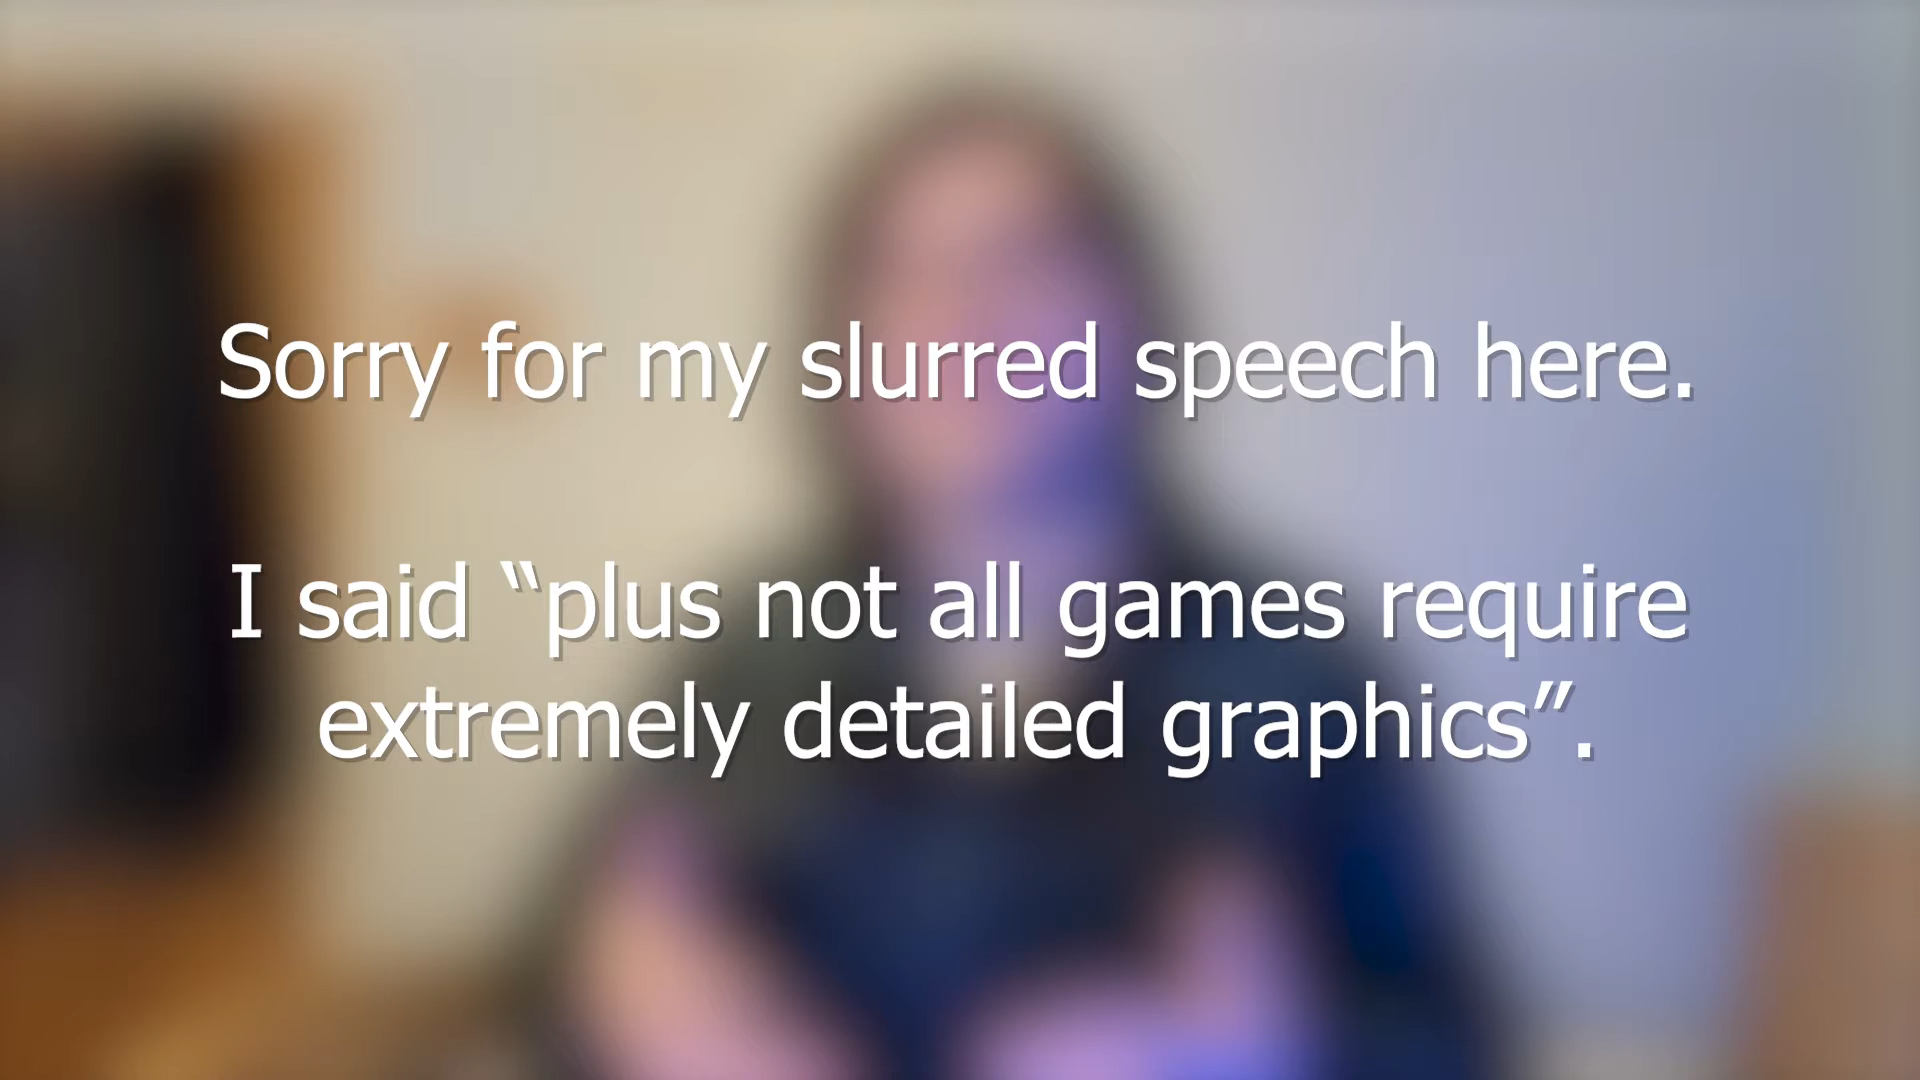 Sorry for my slurred speech here.
I said “plus not all games require
extremely detailed graphics”.